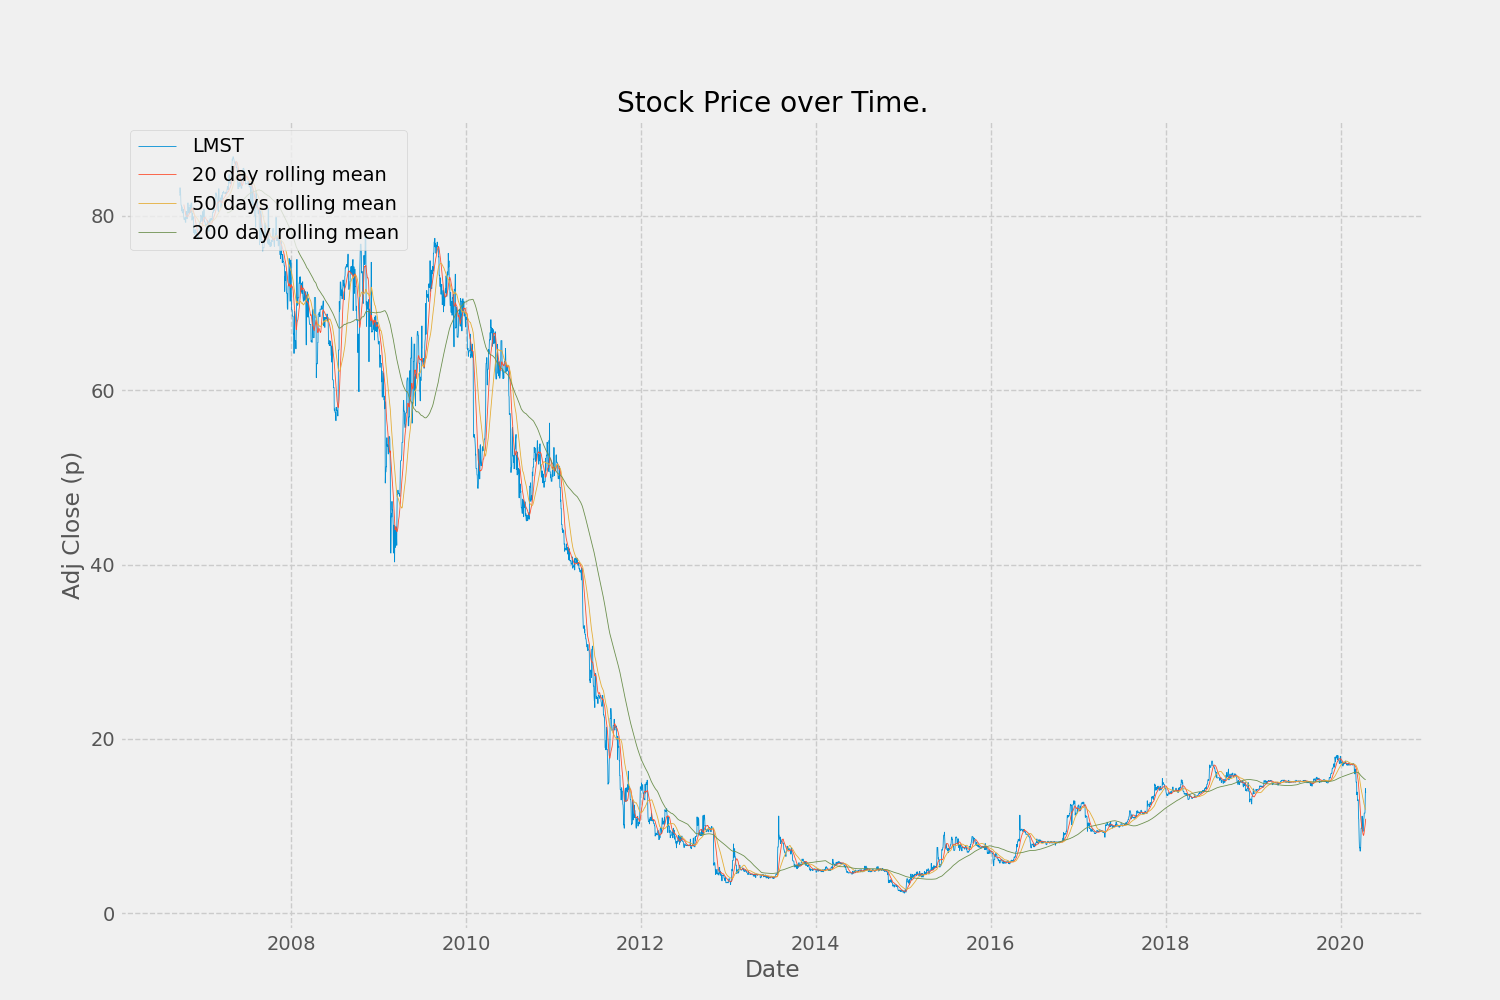 Stock Price over Time.
LMST
20 day rolling mean
50 days rolling mean
200 day rolling mean
Adj Close (p)
80
60
40
20
0
2008 2010 2012 2014 2016 2018 2020
Date